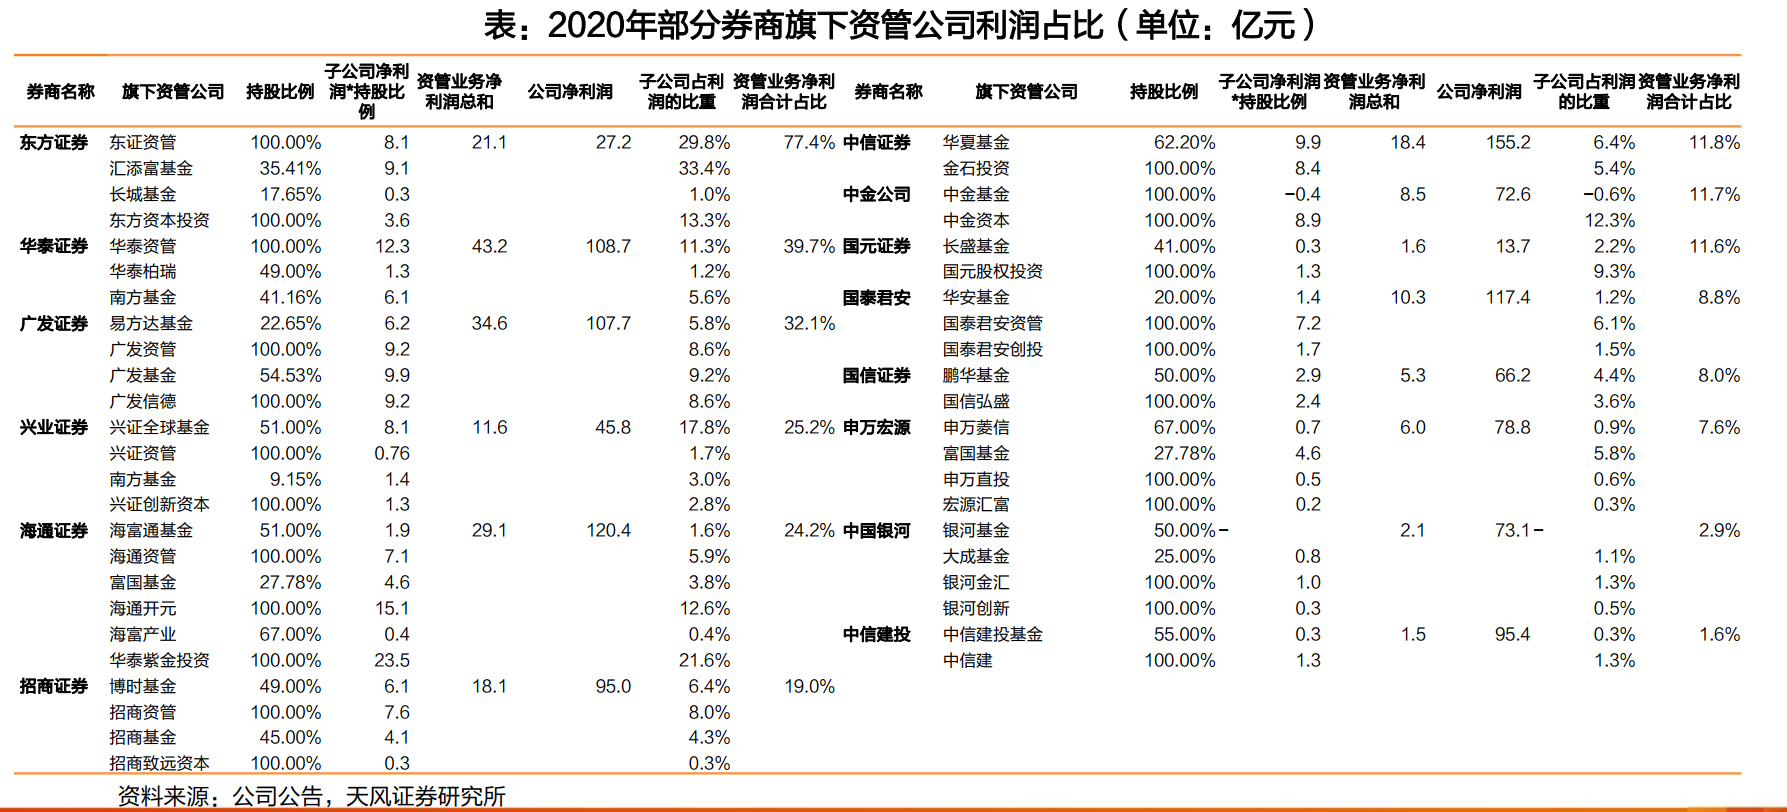 表：2020年部分券商旗下资管公司利润占比（单位：亿元）
券商名称 旗下资管公司 持股比例 子公司净利润*持股比例 资管业务净利润总和 公司净利润 子公司占利润的比重 资管业务净利润合计占比 券商名称 旗下资管公司 持股比例 子公司净利润*持股比例 资管业务净利润总和 公司净利润 子公司占利润的比重 资管业务净利润合计占比
东方证券 东证资管 100.00% 8.1 21.1 27.2 29.8% 77.4% 中信证券 华夏基金 62.20% 9.9 18.4 155.2 6.4% 11.8%
汇添富基金 35.41% 9.1 33.4% 金石投资 100.00% 8.4 5.4%
长城基金 17.65% 0.3 1.0% 中金公司 中金基金 100.00% −0.4 8.5 72.6 −0.6% 11.7%
东方资本投资 100.00% 3.6 13.3% 中金资本 100.00% 8.9 12.3%
华泰证券 华泰资管 100.00% 12.3 43.2 108.7 11.3% 39.7% 国元证券 长盛基金 41.00% 0.3 1.6 13.7 2.2% 11.6%
华泰柏瑞 49.00% 1.3 1.2% 国元股权投资 100.00% 1.3 9.3%
南方基金 41.16% 6.1 5.6% 国泰君安 华安基金 20.00% 1.4 10.3 117.4 1.2% 8.8%
广发证券 易方达基金 22.65% 6.2 34.6 107.7 5.8% 32.1% 国泰君安资管 100.00% 7.2 6.1%
广发资管 100.00% 9.2 8.6% 国泰君安创投 100.00% 1.7 1.5%
广发基金 54.53% 9.9 9.2% 国信证券 鹏华基金 50.00% 2.9 5.3 66.2 4.4% 8.0%
广发信德 100.00% 9.2 8.6% 国信弘盛 100.00% 2.4 3.6%
兴业证券 兴证全球基金 51.00% 8.1 11.6 45.8 17.8% 25.2% 申万宏源 申万菱信 67.00% 0.7 6.0 78.8 0.9% 7.6%
兴证资管 100.00% 0.76 1.7% 富国基金 27.78% 4.6 5.8%
南方基金 9.15% 1.4 3.0% 申万直投 100.00% 0.5 0.6%
兴证创新资本 100.00% 1.3 2.8% 宏源汇富 100.00% 0.2 0.3%
海通证券 海富通基金 51.00% 1.9 29.1 120.4 1.6% 24.2% 中国银河 银河基金 50.00% − 2.1 73.1 − 2.9%
海通资管 100.00% 7.1 5.9% 大成基金 25.00% 0.8 1.1%
富国基金 27.78% 4.6 3.8% 银河金汇 100.00% 1.0 1.3%
海通开元 100.00% 15.1 12.6% 银河创新 100.00% 0.3 0.5%
海富产业 67.00% 0.4 0.4% 中信建投 中信建投基金 55.00% 0.3 1.5 95.4 0.3% 1.6%
华泰紫金投资 100.00% 23.5 21.6% 中信建 100.00% 1.3 1.3%
招商证券 博时基金 49.00% 6.1 18.1 95.0 6.4% 19.0%
招商资管 100.00% 7.6 8.0%
招商基金 45.00% 4.1 4.3%
招商致远资本 100.00% 0.3 0.3%
资料来源：公司公告，天风证券研究所